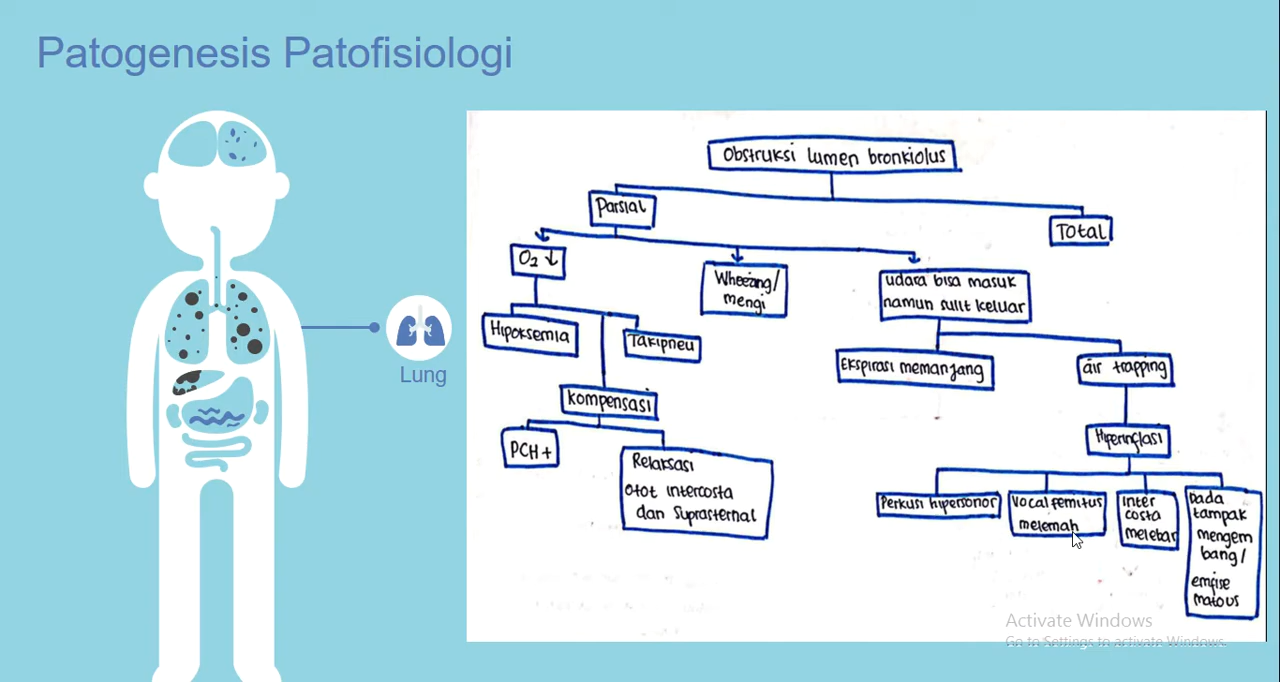 Patogenesis Patofisiologi
Lung
Obstruksi lumen bronkiolus
Parsial
Total
O2 ↓
Wheezing/
mengi
udara bisa masuk
namun sulit keluar
Hipoksemia
Takipneu
Ekspirasi memanjang
air trapping
kompensasi
Hiperinflasi
PCH +
Relaksasi
otot intercosta
dan Suprasternal
Perkusi hipersonor
Vocal femitus
melemah
Inter
costa
melebar
Dada
tampak
mengem
bang/
emfise
matous
Activate Windows
Go to Settings to activate Windows.